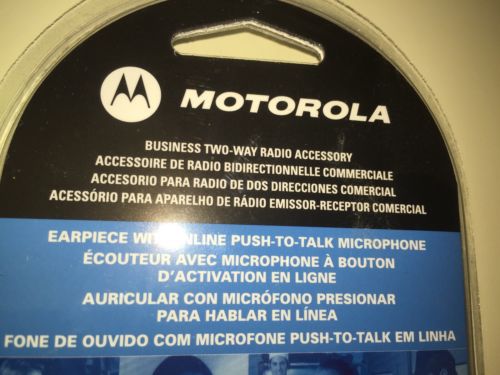 MOTOROLA
BUSINESS TWO-WAY RADIO ACCESSORY
ACCESSOIRE DE RADIO BIDIRECTIONNELLE COMMERCIALE
ACCESORIO PARA RADIO DE DOS DIRECCIONES COMERCIAL
ACESSÓRIO PARA APARELHO DE RÁDIO EMISSOR-RECEPTOR COMERCIAL
EARPIECE WITH INLINE PUSH-TO-TALK MICROPHONE
ÉCOUTEUR AVEC MICROPHONE À BOUTON
D'ACTIVATION EN LIGNE
AURICULAR CON MICRÓFONO PRESIONAR
PARA HABLAR EN LÍNEA
FONE DE OUVIDO COM MICROFONE PUSH-TO-TALK EM LINHA